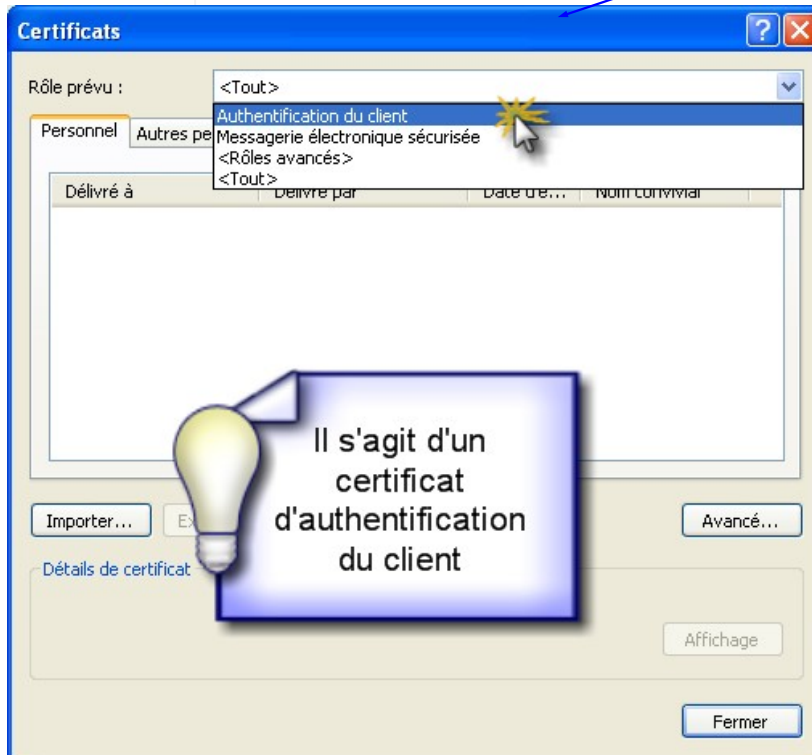 Certificats
Rôle prévu :
<Tout>
Authentification du client
Messagerie électronique sécurisée
<Rôles avancés>
<Tout>
Personnel
Autres pe
Délivré à
Délivré par
Date d'e...
Nom convivial
Il s'agit d'un
certificat
d'authentification
du client
Importer...
Ex
Avancé...
Détails de certificat
Affichage
Fermer